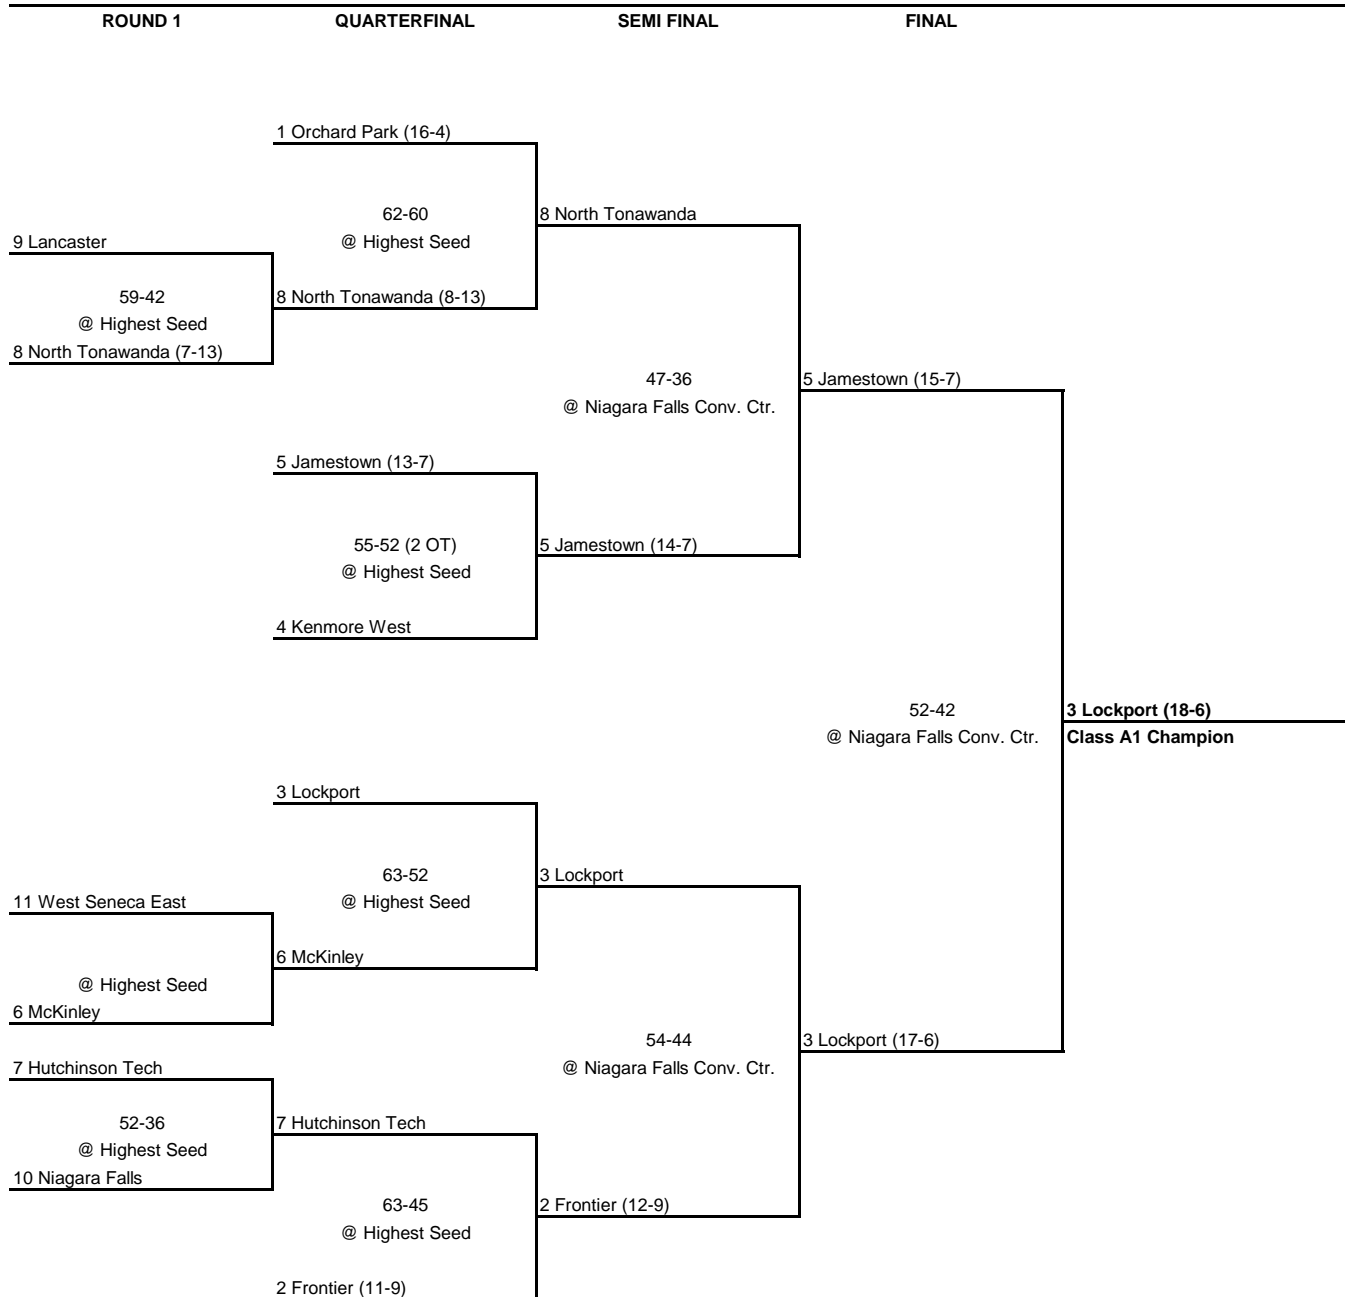 ROUND 1 QUARTERFINAL SEMI FINAL FINAL
1 Orchard Park (16-4)
62-60
8 North Tonawanda
9 Lancaster
@ Highest Seed
59-42
8 North Tonawanda (8-13)
@ Highest Seed
8 North Tonawanda (7-13)
47-36
5 Jamestown (15-7)
@ Niagara Falls Conv. Ctr.
5 Jamestown (13-7)
55-52 (2 OT)
5 Jamestown (14-7)
@ Highest Seed
4 Kenmore West
52-42
3 Lockport (18-6)
@ Niagara Falls Conv. Ctr.
Class A1 Champion
3 Lockport
63-52
3 Lockport
11 West Seneca East
@ Highest Seed
6 McKinley
@ Highest Seed
6 McKinley
54-44
3 Lockport (17-6)
7 Hutchinson Tech
@ Niagara Falls Conv. Ctr.
52-36
7 Hutchinson Tech
@ Highest Seed
10 Niagara Falls
63-45
2 Frontier (12-9)
@ Highest Seed
2 Frontier (11-9)